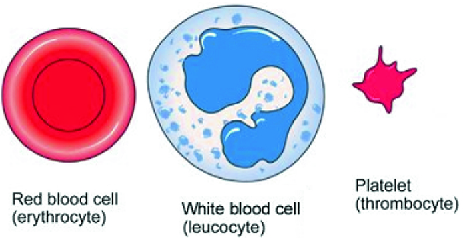 Red blood cell
(erythrocyte)
White blood cell
(leucocyte)
Platelet
(thrombocyte)